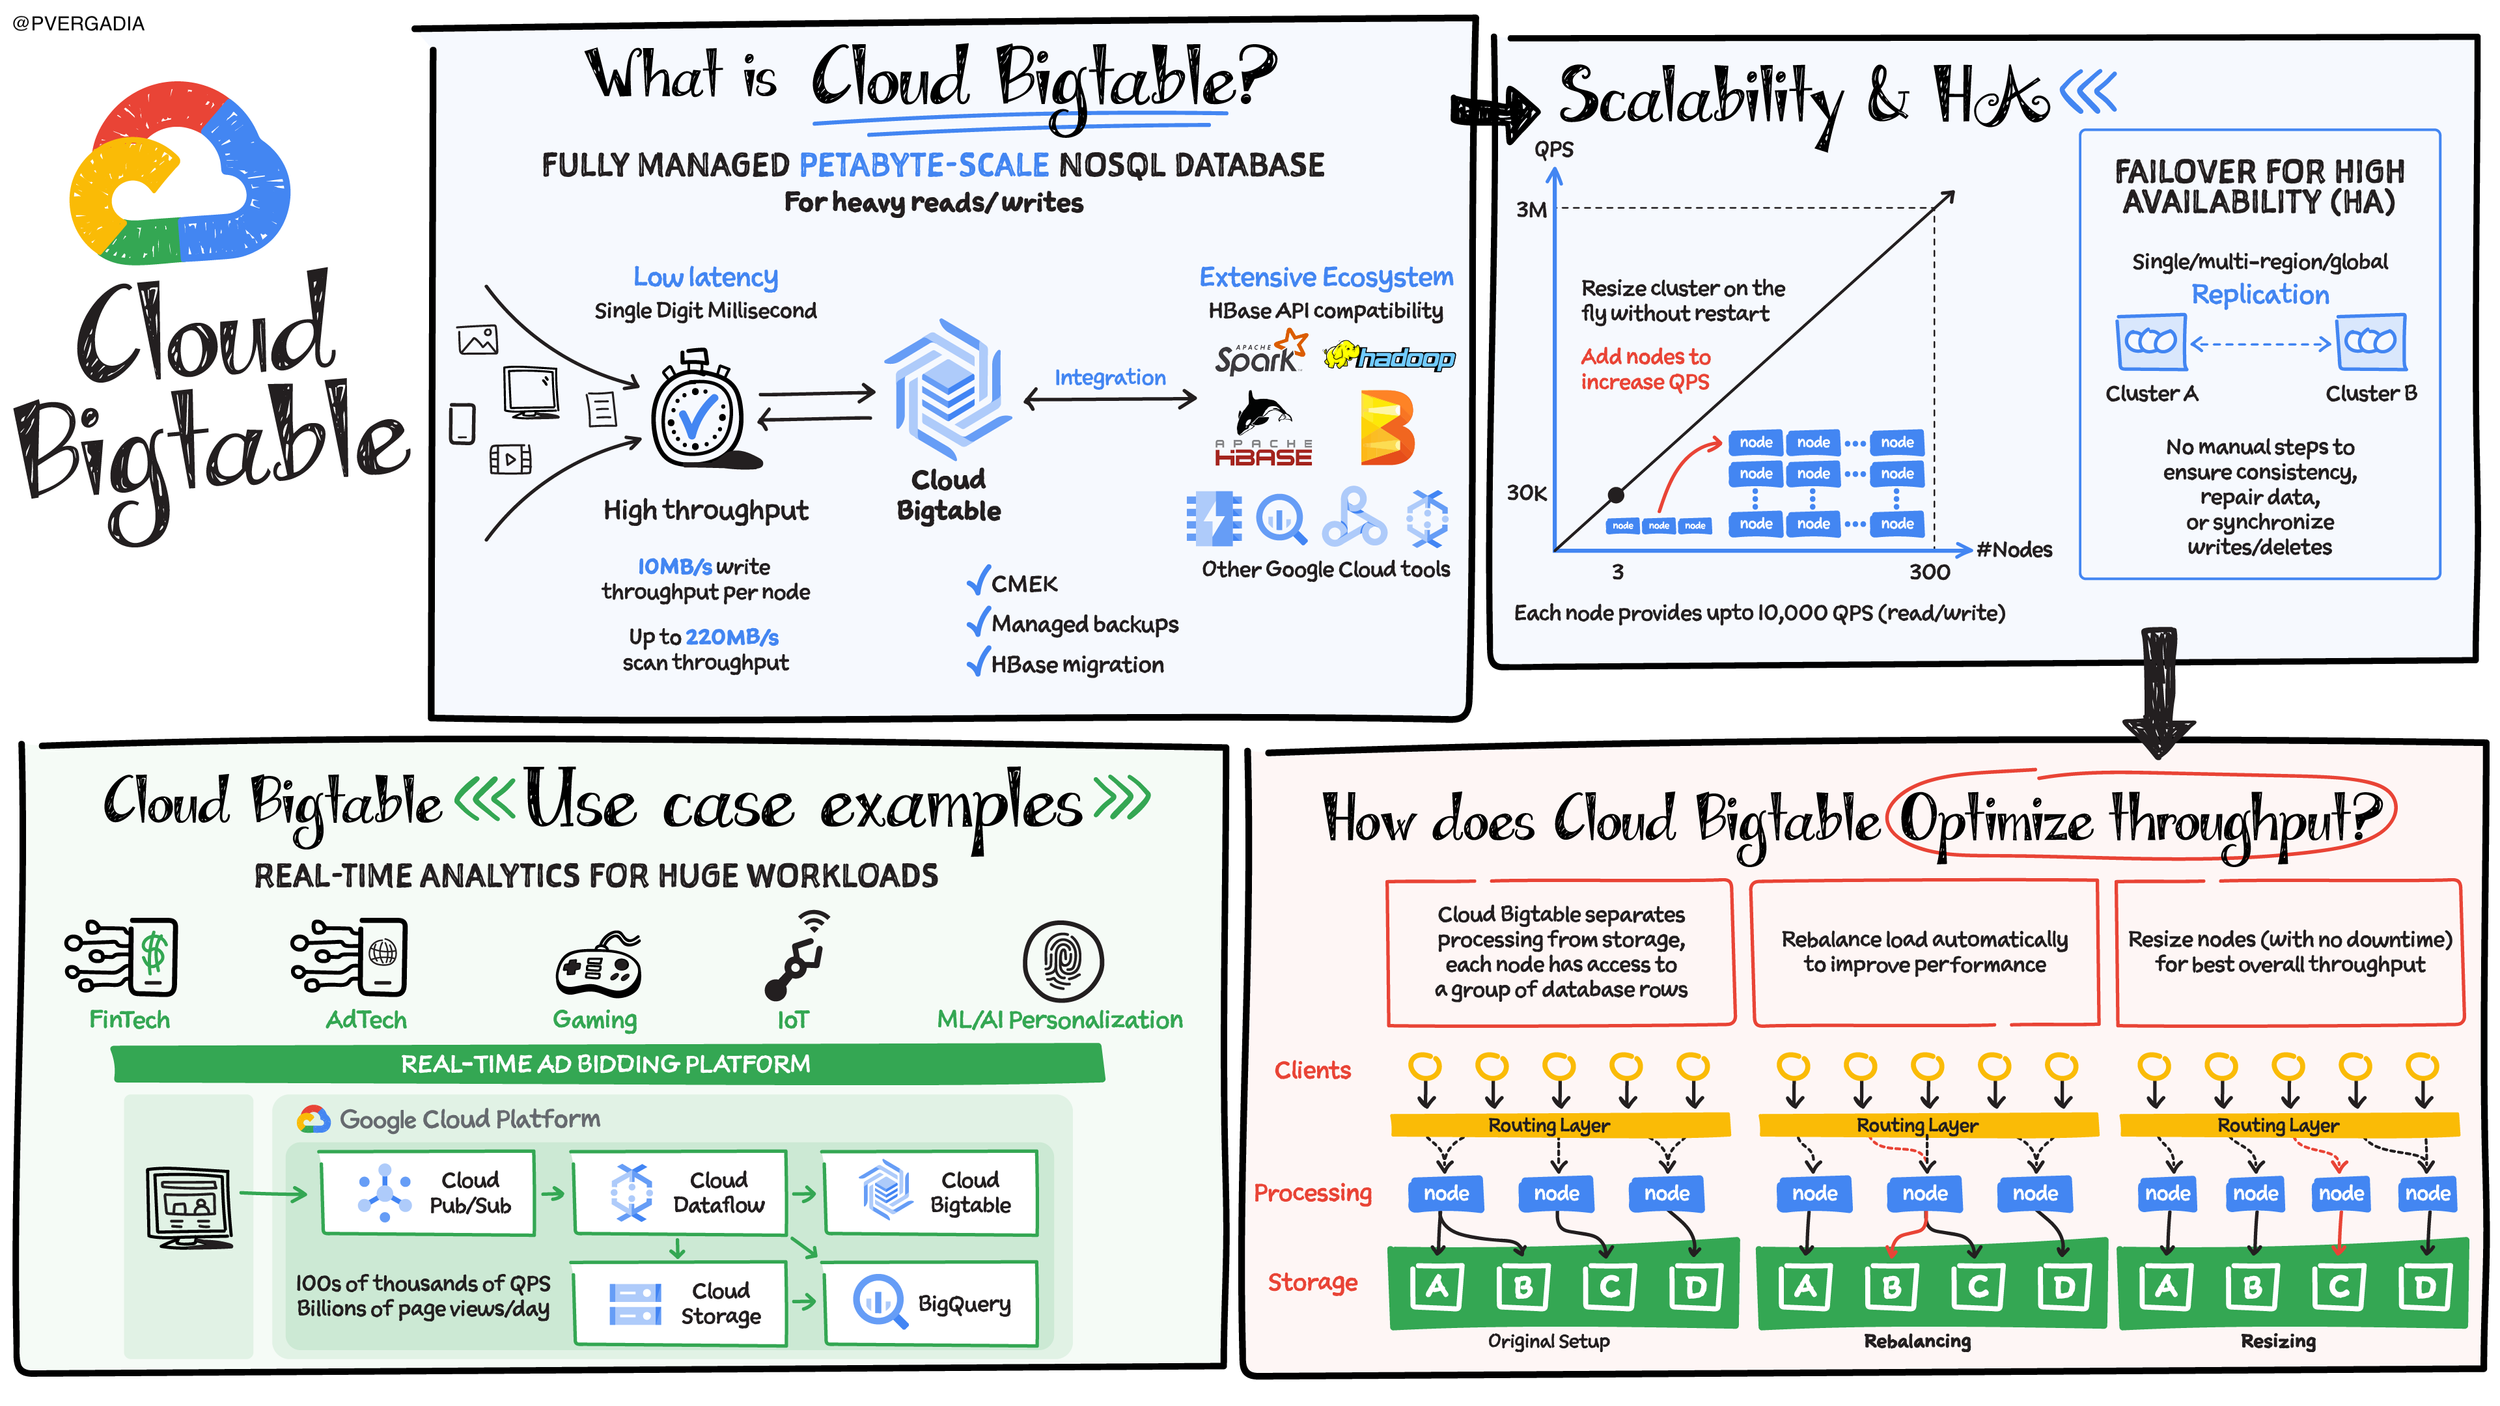 @PVERGADIA
Cloud
Bigtable
What is Cloud Bigtable?
FULLY MANAGED PETABYTE-SCALE NOSQL DATABASE
For heavy reads/writes
Low latency
Single Digit Millisecond
High throughput
10MB/s write
throughput per node
Up to 220MB/s
scan throughput
Cloud
Bigtable
Integration
CMEK
Managed backups
HBase migration
Extensive Ecosystem
HBase API compatibility
APACHE
Spark
hadoop
APACHE
HBASE
Other Google Cloud tools
Scalability & HA
QPS
3M
Resize cluster on the
fly without restart
Add nodes to
increase QPS
node node ••• node
node node ••• node
30K
node node node
node node ••• node
#Nodes
3
300
Each node provides upto 10,000 QPS (read/write)
FAILOVER FOR HIGH
AVAILABILITY (HA)
Single/multi-region/global
Replication
Cluster A
Cluster B
No manual steps to
ensure consistency,
repair data,
or synchronize
writes/deletes
Cloud Bigtable Use case examples
REAL-TIME ANALYTICS FOR HUGE WORKLOADS
FinTech
AdTech
Gaming
IoT
ML/AI Personalization
REAL-TIME AD BIDDING PLATFORM
Google Cloud Platform
Cloud
Pub/Sub
Cloud
Dataflow
Cloud
Bigtable
100s of thousands of QPS
Billions of page views/day
Cloud
Storage
BigQuery
How does Cloud Bigtable Optimize throughput?
Cloud Bigtable separates
processing from storage,
each node has access to
a group of database rows
Rebalance load automatically
to improve performance
Resize nodes (with no downtime)
for best overall throughput
Clients
Routing Layer
Routing Layer
Routing Layer
Processing
node node node
node node node
node node node node
Storage
A B C D
A B C D
A B C D
Original Setup
Rebalancing
Resizing